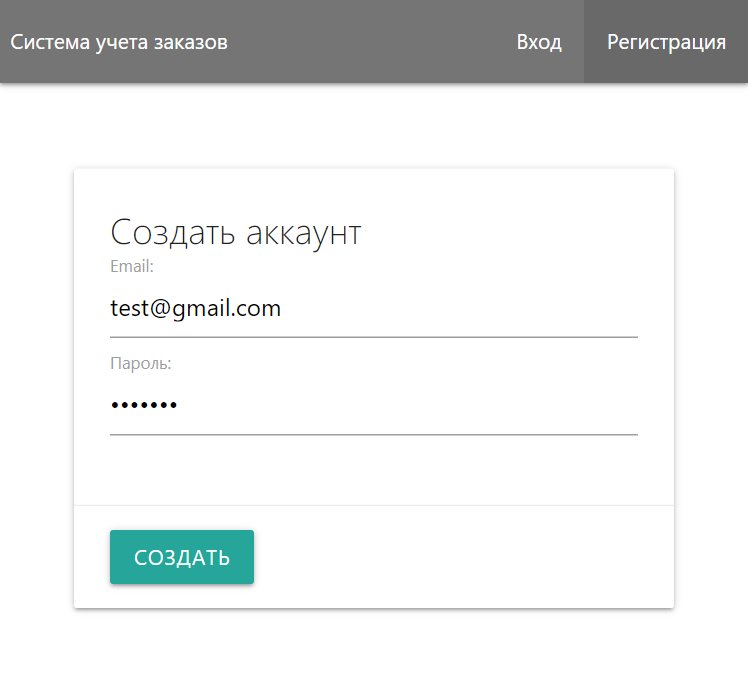 Система учета заказов Вход Регистрация
Создать аккаунт
Email:
test@gmail.com
Пароль:
•••••••
СОЗДАТЬ